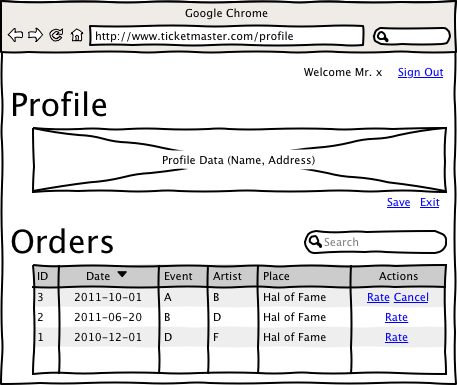 Google Chrome
http://www.ticketmaster.com/profile
Welcome Mr. x Sign Out
Profile
Profile Data (Name, Address)
Save Exit
Orders Search
ID Date Event Artist Place Actions
3 2011-10-01 A B Hal of Fame Rate Cancel
2 2011-06-20 B D Hal of Fame Rate
1 2010-12-01 D F Hal of Fame Rate